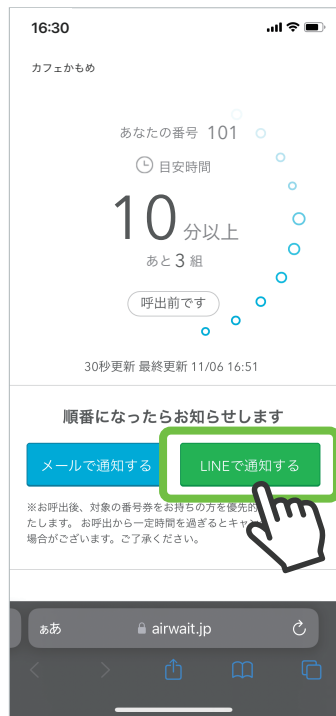 16:30
カフェかもめ
あなたの番号 101
目安時間
10分以上
あと3組
呼出前です
30秒更新 最終更新 11/06 16:51
順番になったらお知らせします
メールで通知する
LINEで通知する
※お呼出後、対象の番号券をお持ちの方を優先的
たします。 お呼出から一定時間を過ぎるとキャン
場合がございます。ご了承ください。
ぁあ
airwait.jp